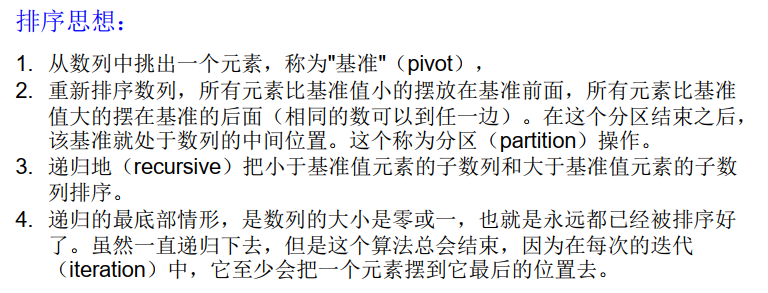 排序思想：
1. 从数列中挑出一个元素，称为"基准"（pivot），
2. 重新排序数列，所有元素比基准值小的摆放在基准前面，所有元素比基准
值大的摆在基准的后面（相同的数可以到任一边）。在这个分区结束之后，
该基准就处于数列的中间位置。这个称为分区（partition）操作。
3. 递归地（recursive）把小于基准值元素的子数列和大于基准值元素的子数
列排序。
4. 递归的最底部情形，是数列的大小是零或一，也就是永远都已经被排序好
了。虽然一直递归下去，但是这个算法总会结束，因为在每次的迭代
（iteration）中，它至少会把一个元素摆到它最后的位置去。